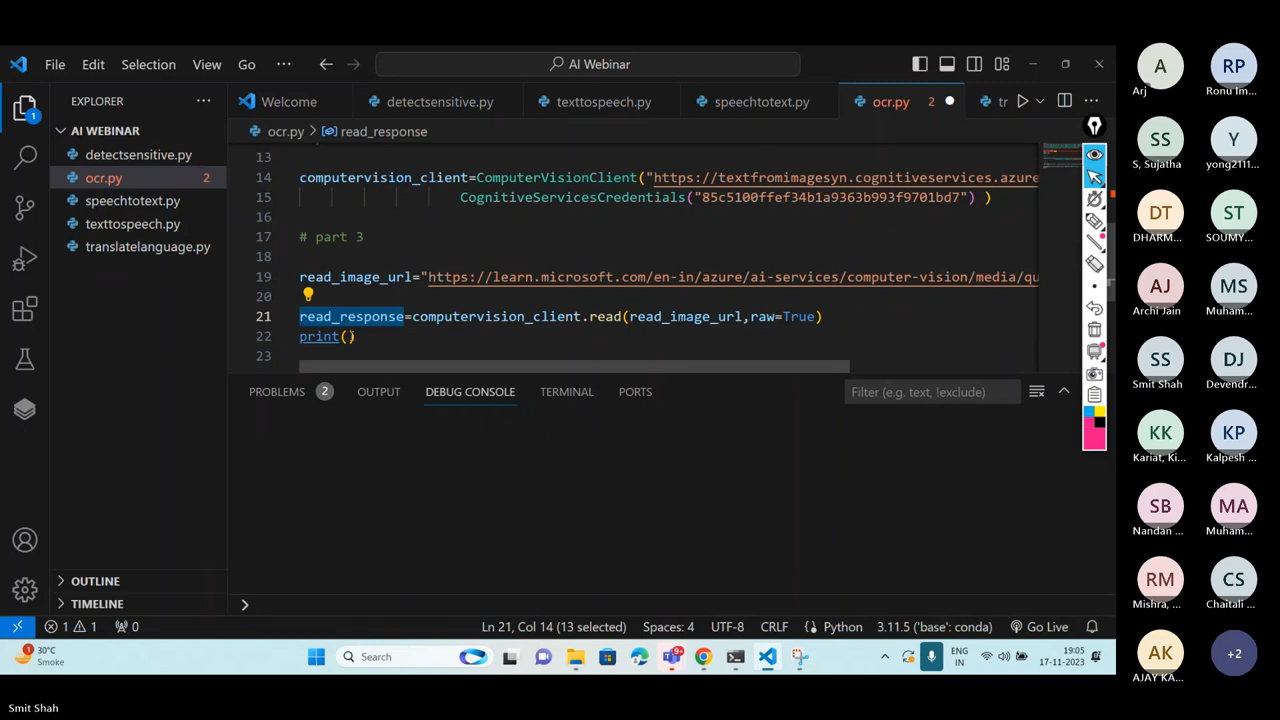 File Edit Selection View Go ··· AI Webinar
EXPLORER ···
Welcome detectsensitive.py texttospeech.py speechtotext.py ocr.py 2 tr
AI WEBINAR
ocr.py > read_response
detectsensitive.py
ocr.py 2
speechtotext.py
texttospeech.py
translatelanguage.py
13
14 computervision_client=ComputerVisionClient("https://textfromimagesyn.cognitiveservices.azure
15 CognitiveServicesCredentials("85c5100ffef34b1a9363b993f9701bd7") )
16
17 # part 3
18
19 read_image_url="https://learn.microsoft.com/en-in/azure/ai-services/computer-vision/media/qu
20
21 read_response=computervision_client.read(read_image_url,raw=True)
22 print()
23
PROBLEMS 2 OUTPUT DEBUG CONSOLE TERMINAL PORTS Filter (e.g. text, !exclude)
OUTLINE
TIMELINE
1 1 0 Ln 21, Col 14 (13 selected) Spaces: 4 UTF-8 CRLF Python 3.11.5 ('base': conda) Go Live
1 30°C
Smoke
Search
9+
ENG
IN
19:05
17-11-2023
A
Arj
RP
Ronu Im...
SS
S, Sujatha
Y
yong2111...
DT
DHARM...
ST
SOUMY...
AJ
Archi Jain
MS
Muham...
SS
Smit Shah
DJ
Devendr...
KK
Kariat, Ki...
KP
Kalpesh ...
SB
Nandan ...
MA
Muham...
RM
Mishra, ...
CS
Chaitali ...
AK
AJAY KA...
+2
Smit Shah